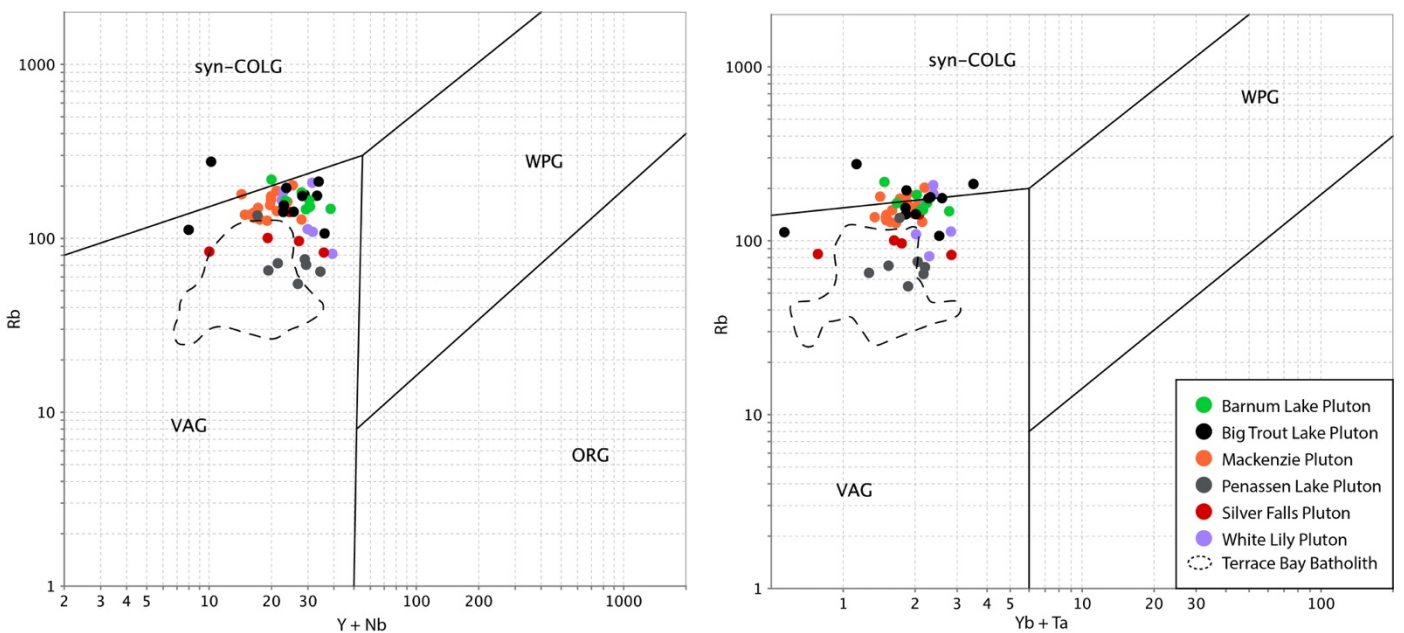 syn-COLG
WPG
VAG
ORG
1000
100
10
1
Rb
2 3 4 5 10 20 30 100 200 1000
Y + Nb
syn-COLG
WPG
VAG
1000
100
10
1
Rb
1 2 3 4 5 10 20 30 100
Yb + Ta
Barnum Lake Pluton
Big Trout Lake Pluton
Mackenzie Pluton
Penassen Lake Pluton
Silver Falls Pluton
White Lily Pluton
Terrace Bay Batholith